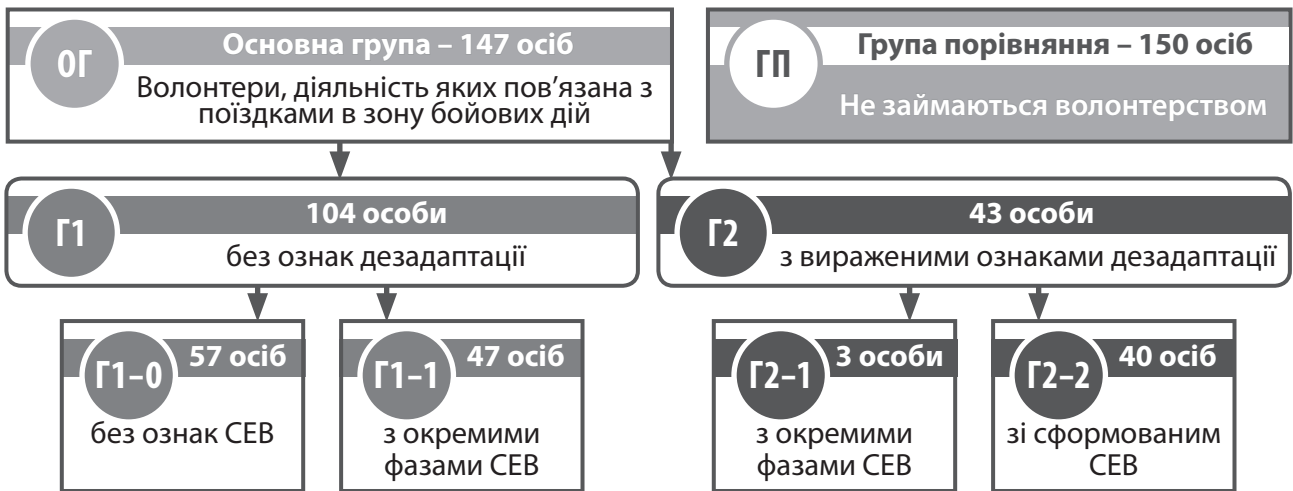 ОГ
Основна група – 147 осіб
Волонтери, діяльність яких пов’язана з
поїздками в зону бойових дій
ГП
Група порівняння – 150 осіб
Не займаються волонтерством
Г1
104 особи
без ознак дезадаптації
Г2
43 особи
з вираженими ознаками дезадаптації
Г1–0
57 осіб
без ознак СЕВ
Г1–1
47 осіб
з окремими
фазами СЕВ
Г2–1
3 особи
з окремими
фазами СЕВ
Г2–2
40 осіб
зі сформованим
СЕВ